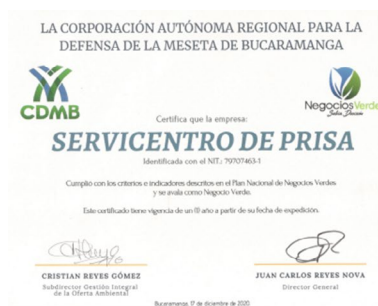 LA CORPORACIÓN AUTÓNOMA REGIONAL PARA LA
DEFENSA DE LA MESETA DE BUCARAMANGA
CDMB
NegociosVerde
Certifica que la empresa:
SERVICENTRO DE PRISA
Identificada con el NIT.: 79707463-1
Cumplió con los criterios e indicadores descritos en el Plan Nacional de Negocios Verdes
y se avala como Negocio Verde.
Este certificado tiene vigencia de un (1) año a partir de su fecha de expedición.
CRISTIAN REYES GÓMEZ
Subdirector Gestión Integral
de la Oferta Ambiental
JUAN CARLOS REYES NOVA
Director General
Bucaramanga, 17 de diciembre de 2020